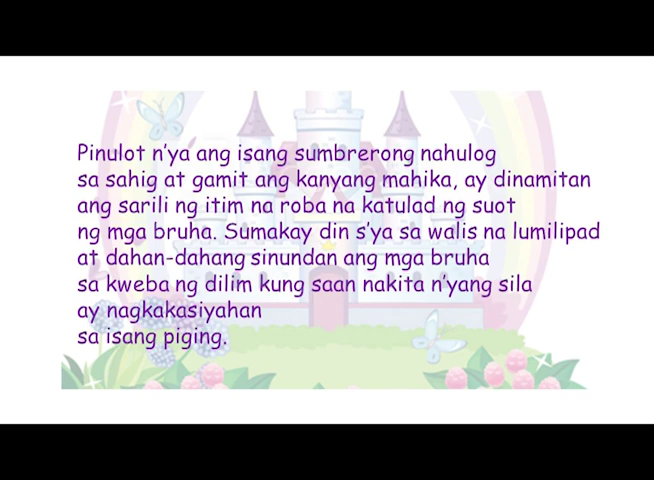 Pinulot n'ya ang isang sumbrerong nahulog
sa sahig at gamit ang kanyang mahika, ay dinamitan
ang sarili ng itim na roba na katulad ng suot
ng mga bruha. Sumakay din s'ya sa walis na lumilipad
at dahan-dahang sinundan ang mga bruha
sa kweba ng dilim kung saan nakita n'yang sila
ay nagkakasiyahan
sa isang piging.